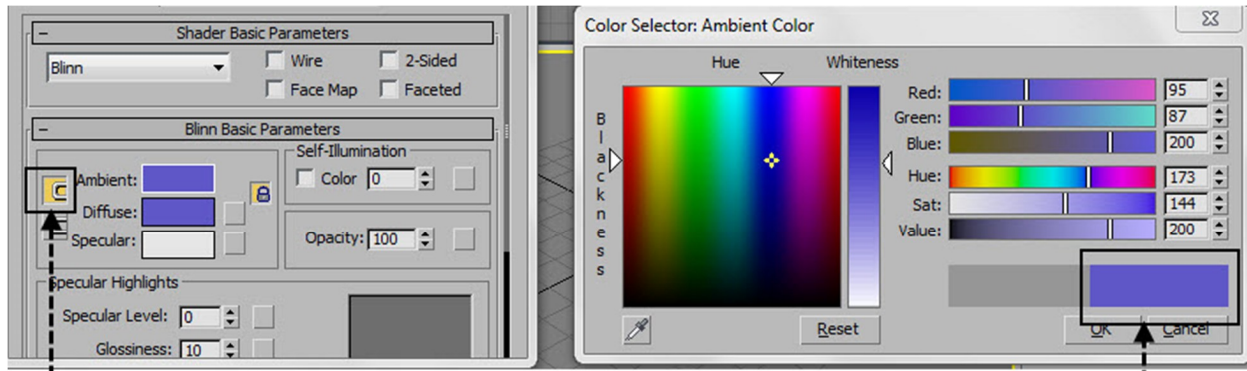 Shader Basic Parameters
Blinn
Wire
2-Sided
Face Map
Faceted
Blinn Basic Parameters
Self-Illumination
Ambient:
Color 0
Diffuse:
Specular:
Opacity: 100
Specular Highlights
Specular Level: 0
Glossiness: 10
Color Selector: Ambient Color
Hue
Whiteness
Blackness
Red: 95
Green: 87
Blue: 200
Hue: 173
Sat: 144
Value: 200
Reset
OK
Cancel